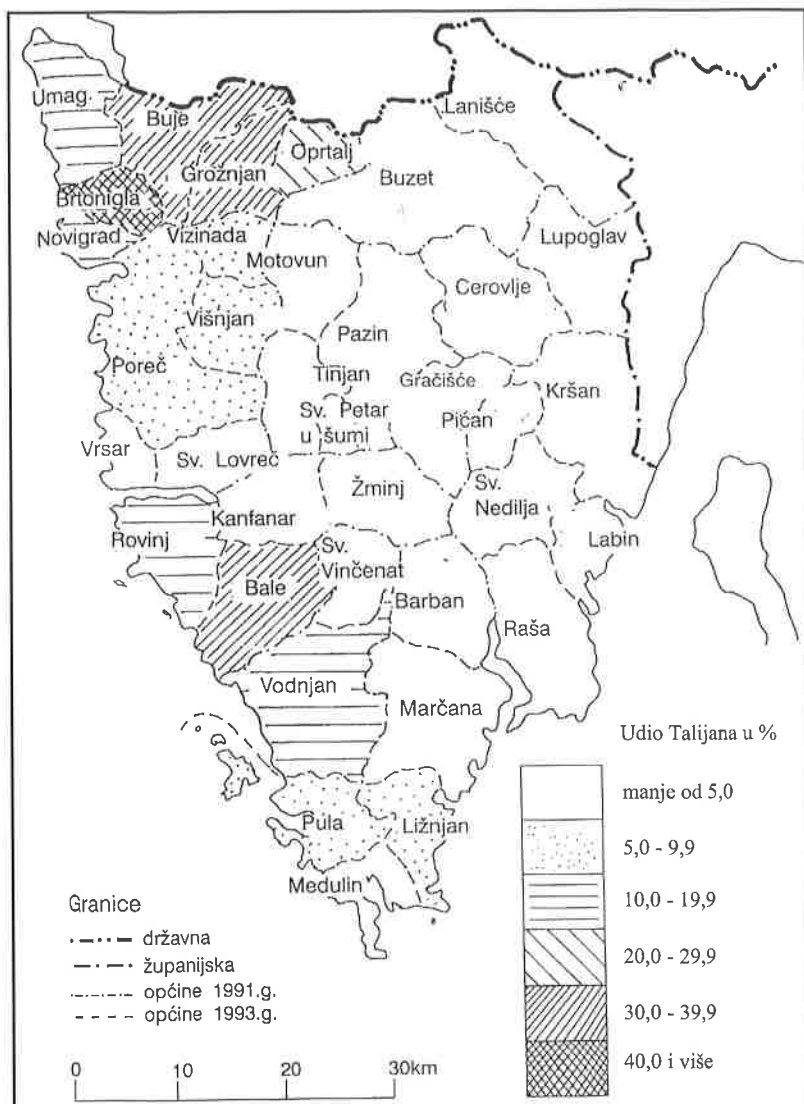 Umag
Buje
Lanišće
Oprtalj
Grožnjan
Buzet
Brtonigla
Novigrad
Vizinada
Lupoglav
Motovun
Cerovlje
Višnjan
Pazin
Poreč
Tinjan
Gračišće
Kršan
Sv. Petar
u šumi
Pićan
Vrsar
Sv. Lovreč
Žminj
Sv.
Nedilja
Kanfanar
Rovinj
Labin
Sv.
Vinčenat
Bale
Barban
Raša
Vodnjan
Marčana
Pula
Ližnjan
Medulin
Udio Talijana u %
manje od 5,0
5,0 - 9,9
10,0 - 19,9
20,0 - 29,9
30,0 - 39,9
40,0 i više
Granice
državna
županijska
općine 1991.g.
općine 1993.g.
0 10 20 30km